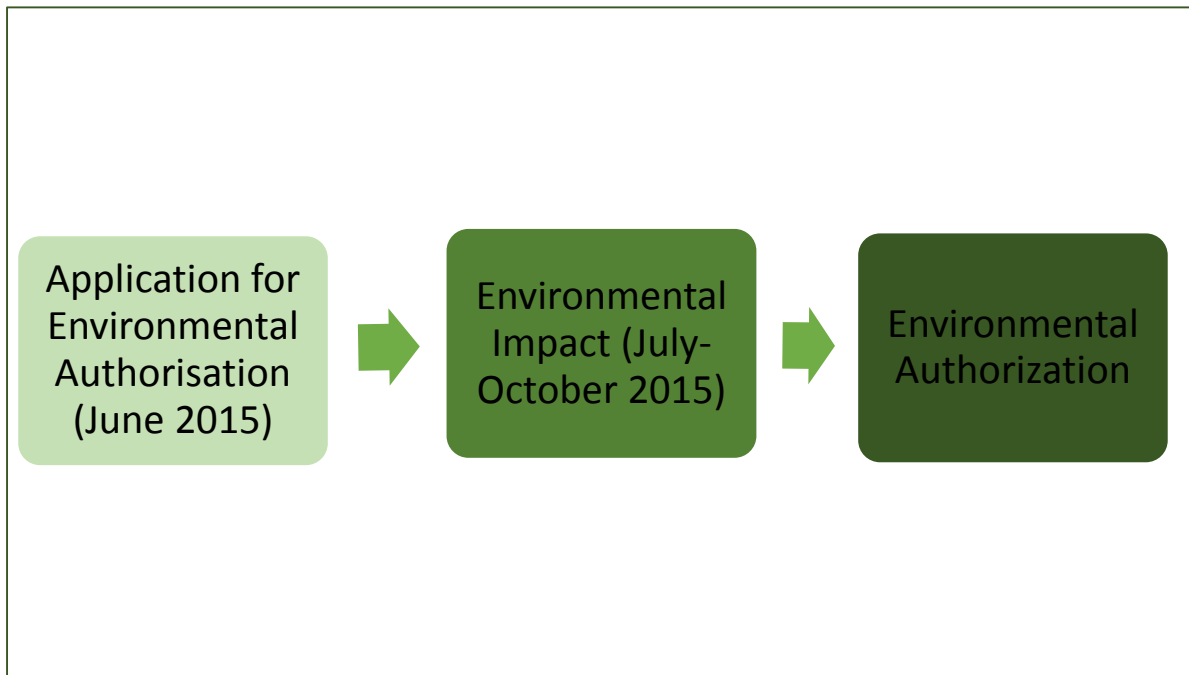 Application for
Environmental
Authorisation
(June 2015)
Environmental
Impact (July-
October 2015)
Environmental
Authorization